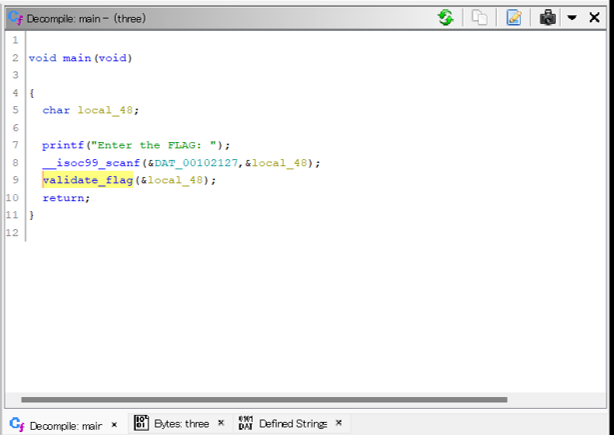 Decompile: main - (three)
1
2 void main(void)
3
4 {
5 char local_48;
6
7 printf("Enter the FLAG: ");
8 __isoc99_scanf(&DAT_00102127,&local_48);
9 validate_flag(&local_48);
10 return;
11 }
12
Decompile: main × Bytes: three × Defined Strings ×